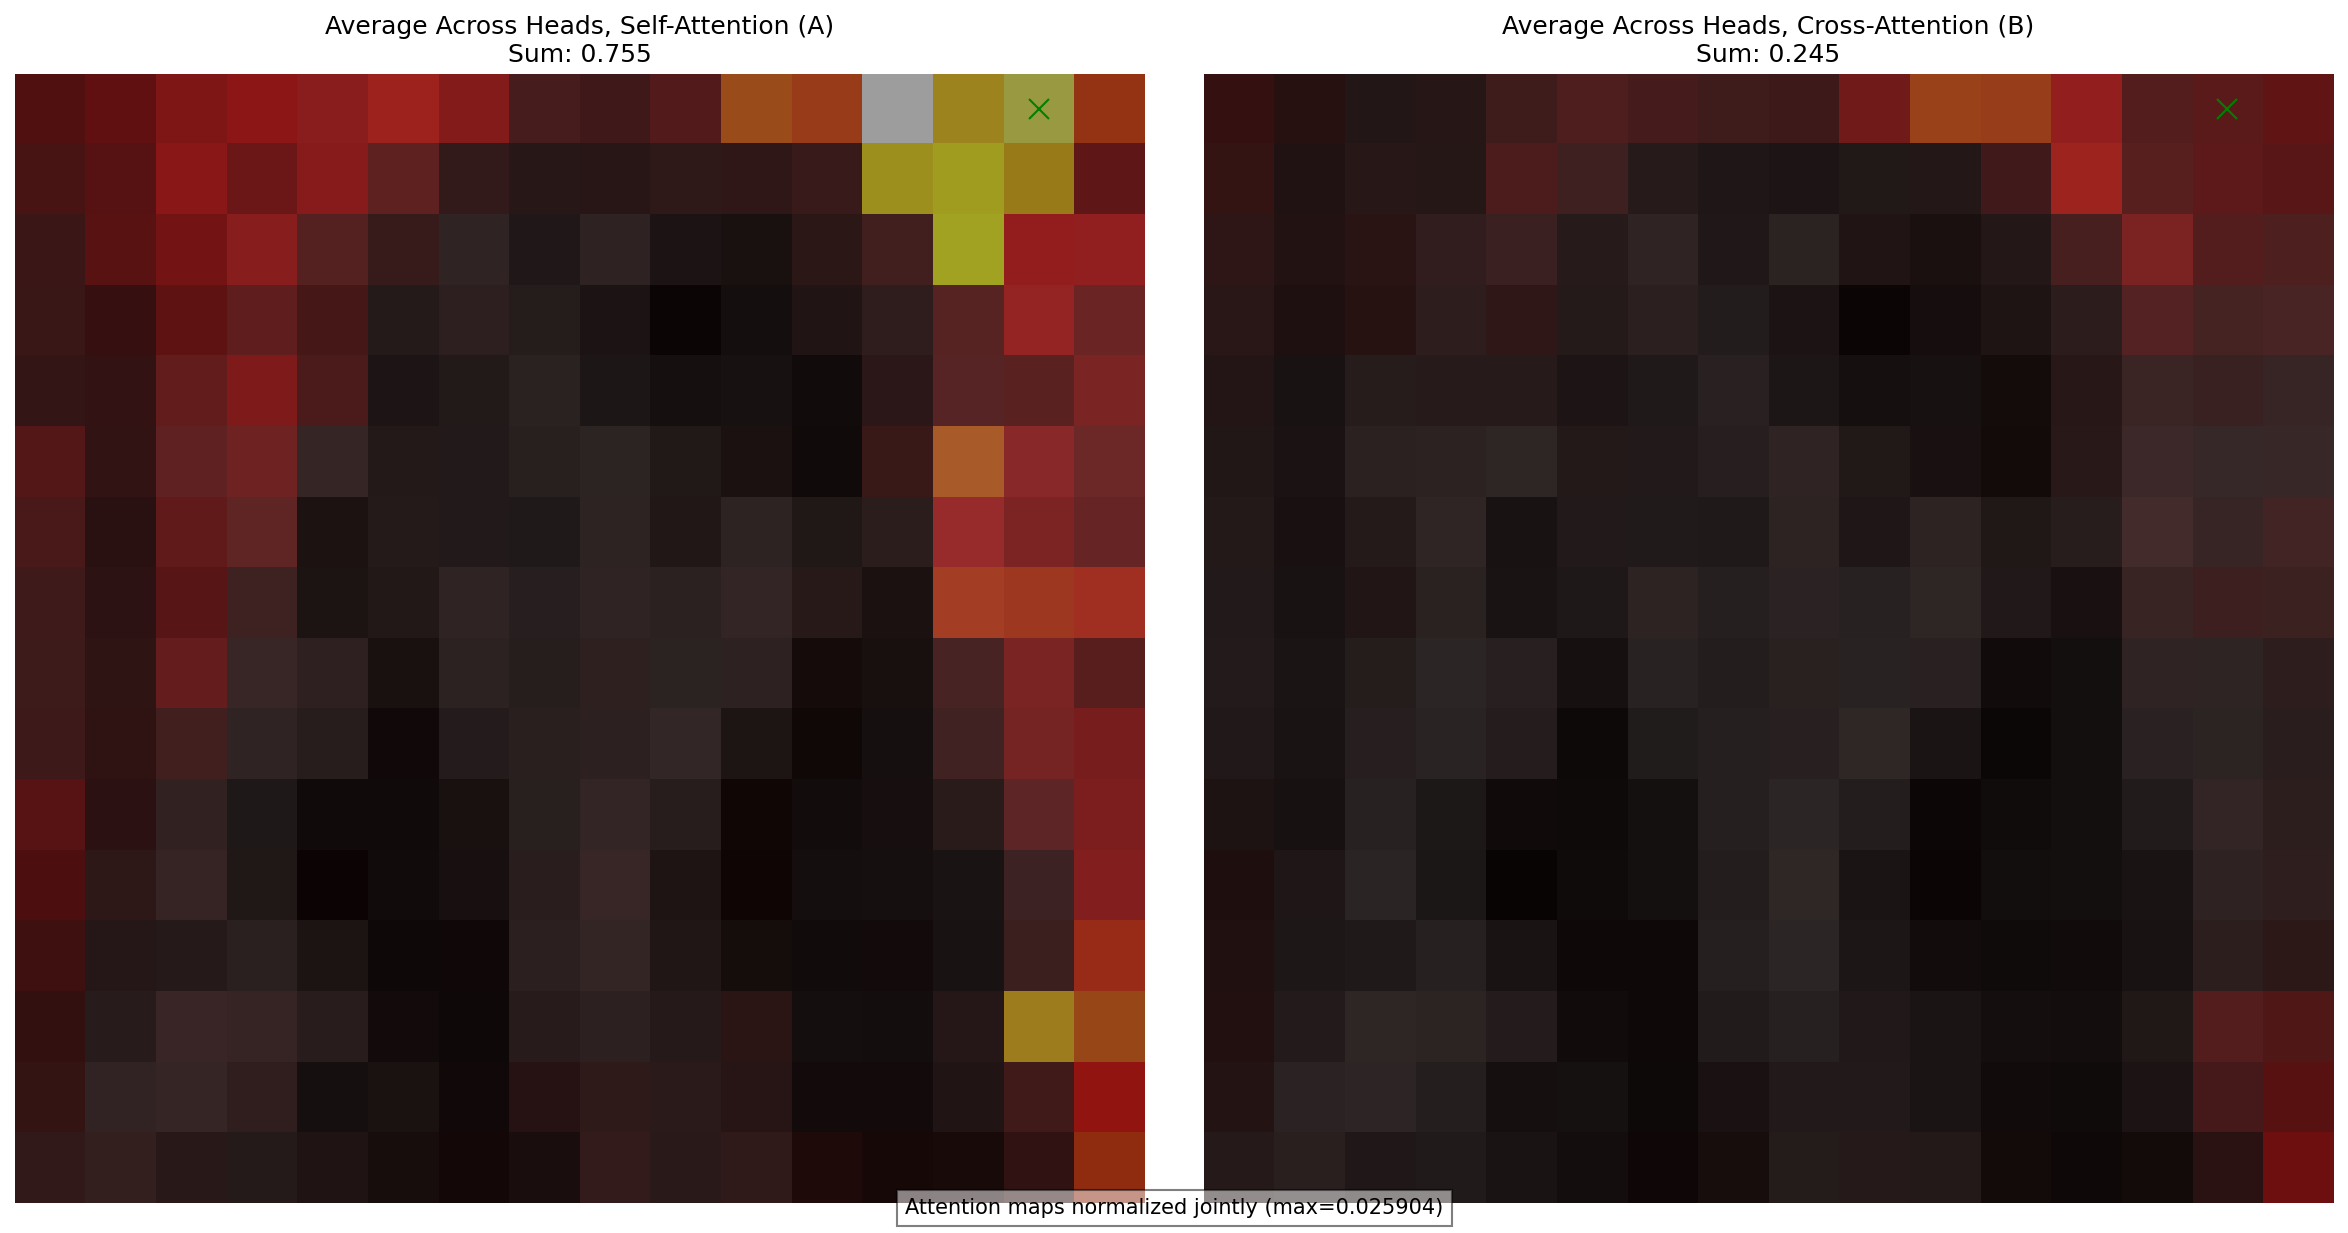 Average Across Heads, Self-Attention (A)
Sum: 0.755
Average Across Heads, Cross-Attention (B)
Sum: 0.245
Attention maps normalized jointly (max=0.025904)